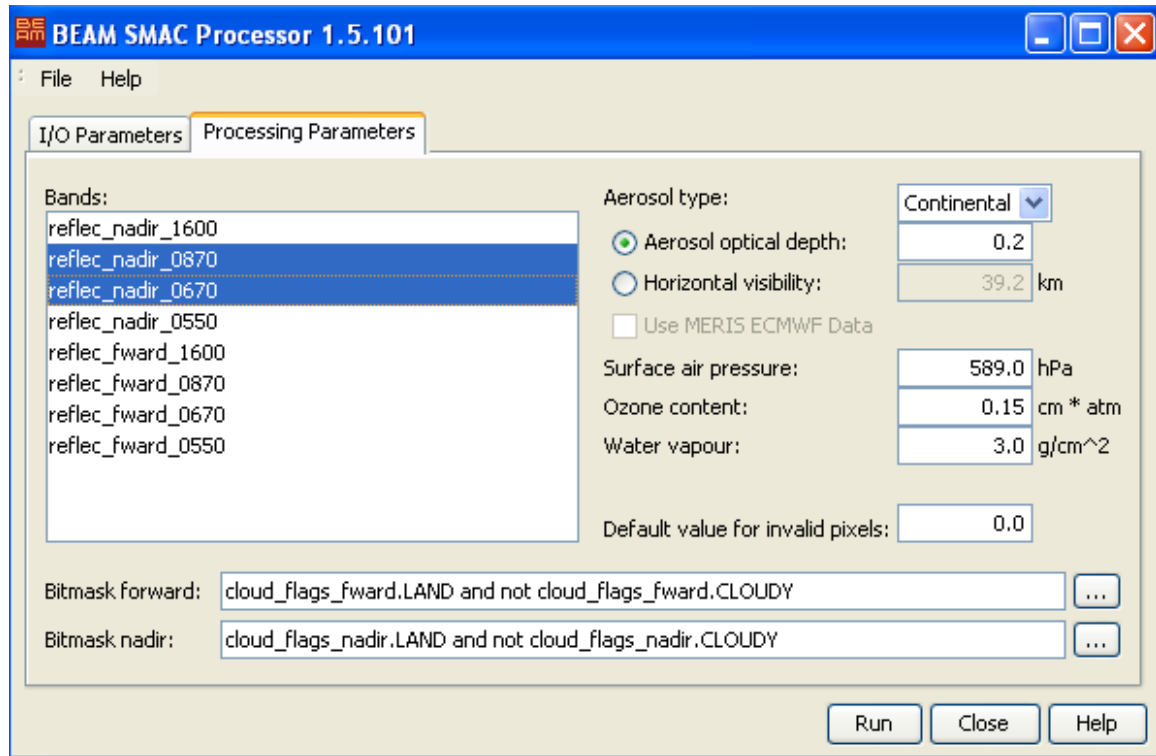 BEAM BEAM SMAC Processor 1.5.101
File Help
I/O Parameters Processing Parameters
Bands:
reflec_nadir_1600
reflec_nadir_0870
reflec_nadir_0670
reflec_nadir_0550
reflec_fward_1600
reflec_fward_0870
reflec_fward_0670
reflec_fward_0550
Aerosol type: Continental
Aerosol optical depth: 0.2
Horizontal visibility: 39.2 km
Use MERIS ECMWF Data
Surface air pressure: 589.0 hPa
Ozone content: 0.15 cm * atm
Water vapour: 3.0 g/cm^2
Default value for invalid pixels: 0.0
Bitmask forward: cloud_flags_fward.LAND and not cloud_flags_fward.CLOUDY ...
Bitmask nadir: cloud_flags_nadir.LAND and not cloud_flags_nadir.CLOUDY ...
Run Close Help